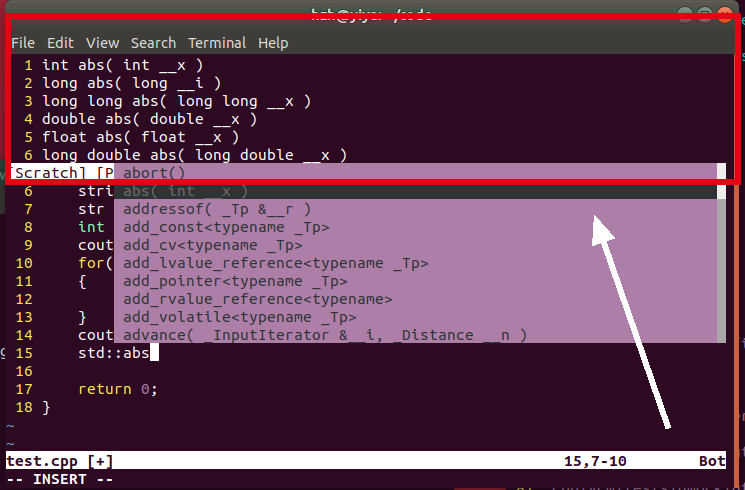 File Edit View Search Terminal Help
1 int abs( int __x )
2 long abs( long __i )
3 long long abs( long long __x )
4 double abs( double __x )
5 float abs( float __x )
6 long double abs( long double __x )
[Scratch] [P abort()
6 stri abs( int __x )
7 str addressof( _Tp &__r )
8 int add_const<typename _Tp>
9 cout add_cv<typename _Tp>
10 for( add_lvalue_reference<typename _Tp>
11 { add_pointer<typename _Tp>
12 add_rvalue_reference<typename>
13 } add_volatile<typename _Tp>
14 cout advance( _InputIterator &__i, _Distance __n )
15 std::abs
16
17 return 0;
18 }
~
~
test.cpp [+] 15,7-10 Bot
-- INSERT --